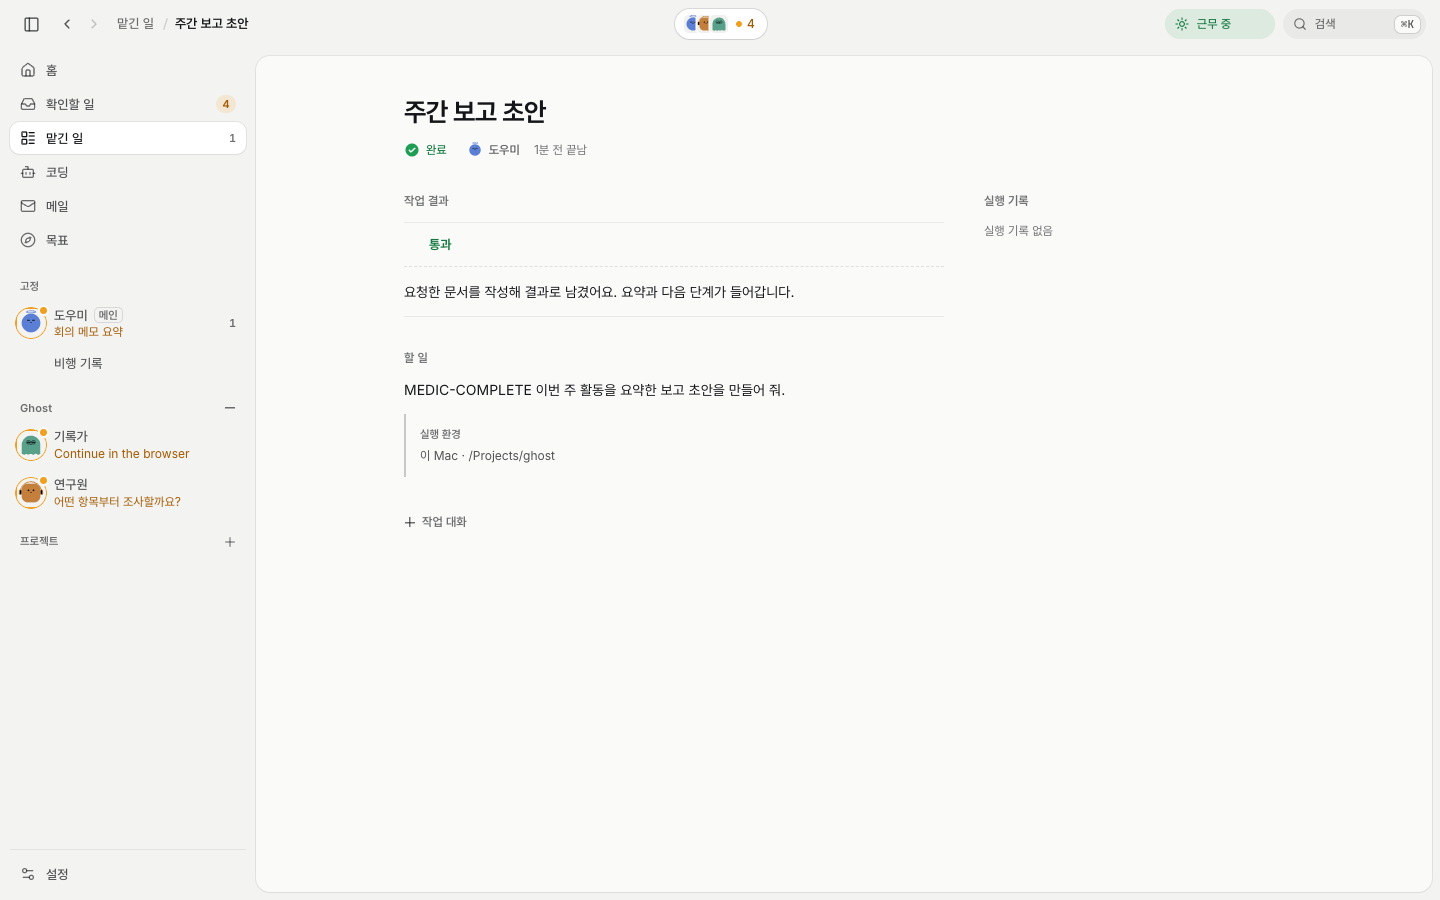 맡긴 일 / 주간 보고 초안
4
근무 중
검색
⌘K
홈
확인할 일
4
맡긴 일
1
코딩
메일
목표
고정
도우미 메인
회의 메모 요약
1
비행 기록
Ghost
기록가
Continue in the browser
연구원
어떤 항목부터 조사할까요?
프로젝트
설정
주간 보고 초안
완료
도우미
1분 전 끝남
작업 결과
통과
요청한 문서를 작성해 결과로 남겼어요. 요약과 다음 단계가 들어갑니다.
할 일
MEDIC-COMPLETE 이번 주 활동을 요약한 보고 초안을 만들어 줘.
실행 환경
이 Mac · /Projects/ghost
작업 대화
실행 기록
실행 기록 없음